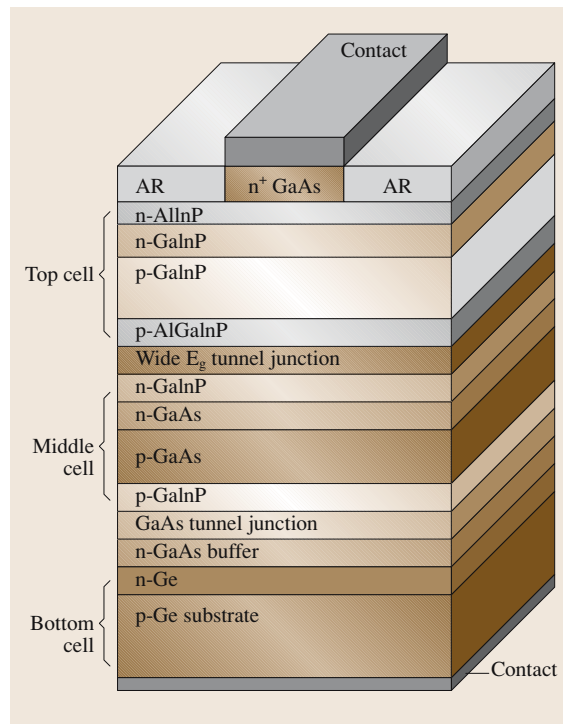 Contact
AR
n⁺ GaAs
AR
n-AlInP
n-GaInP
p-GaInP
Top cell
p-AlGaInP
Wide E_g tunnel junction
n-GaInP
n-GaAs
Middle
cell
p-GaAs
p-GaInP
GaAs tunnel junction
n-GaAs buffer
n-Ge
p-Ge substrate
Bottom
cell
Contact